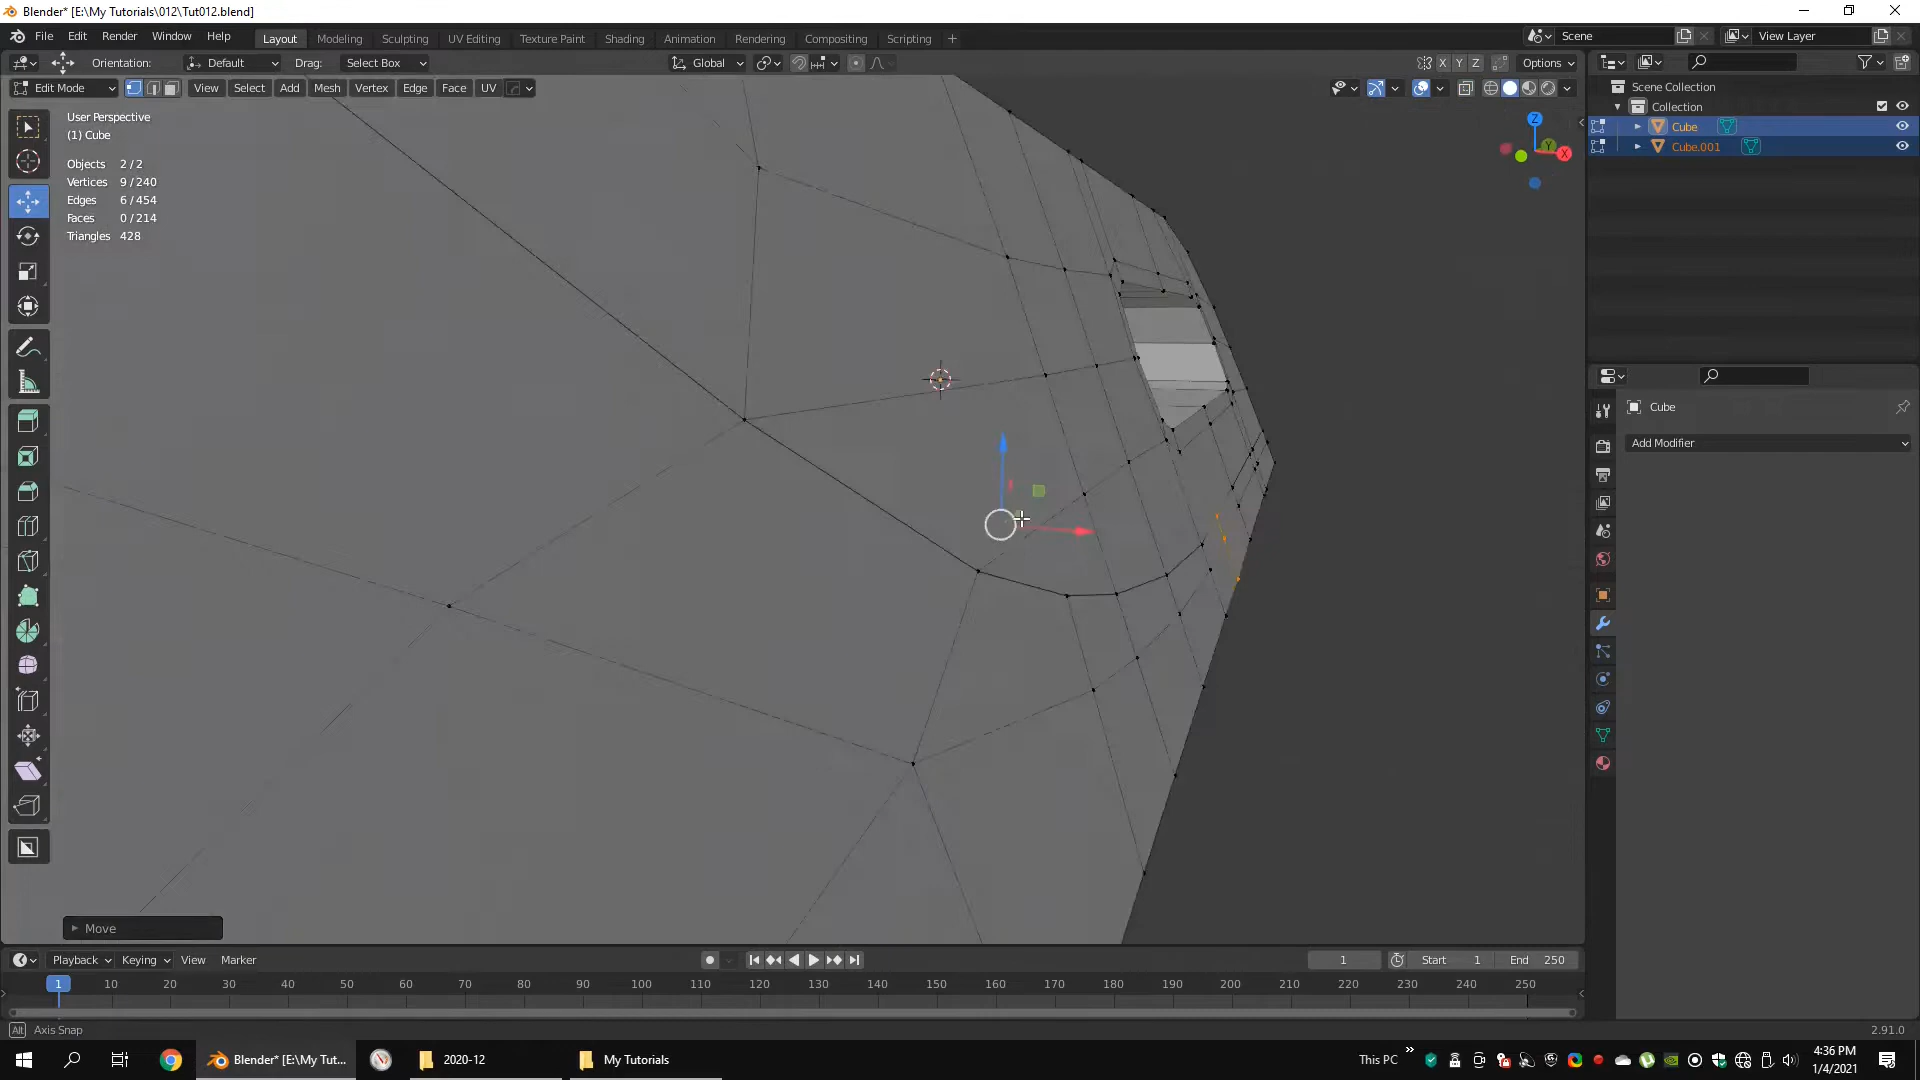 Blender* [E:\My Tutorials\012\Tut012.blend]
File Edit Render Window Help Layout Modeling Sculpting UV Editing Texture Paint Shading Animation Rendering Compositing Scripting + Scene View Layer
Orientation: Default Drag: Select Box Global X Y Z Options
Edit Mode View Select Add Mesh Vertex Edge Face UV
User Perspective
(1) Cube
Objects 2 / 2
Vertices 9 / 240
Edges 6 / 454
Faces 0 / 214
Triangles 428
Z
Y
X
Move
Scene Collection
Collection
Cube
Cube.001
Cube
Add Modifier
Playback Keying View Marker 1 Start 1 End 250
1 10 20 30 40 50 60 70 80 90 100 110 120 130 140 150 160 170 180 190 200 210 220 230 240 250
Alt Axis Snap 2.91.0
Blender* [E:\My Tut... 2020-12 My Tutorials This PC 4:36 PM
1/4/2021